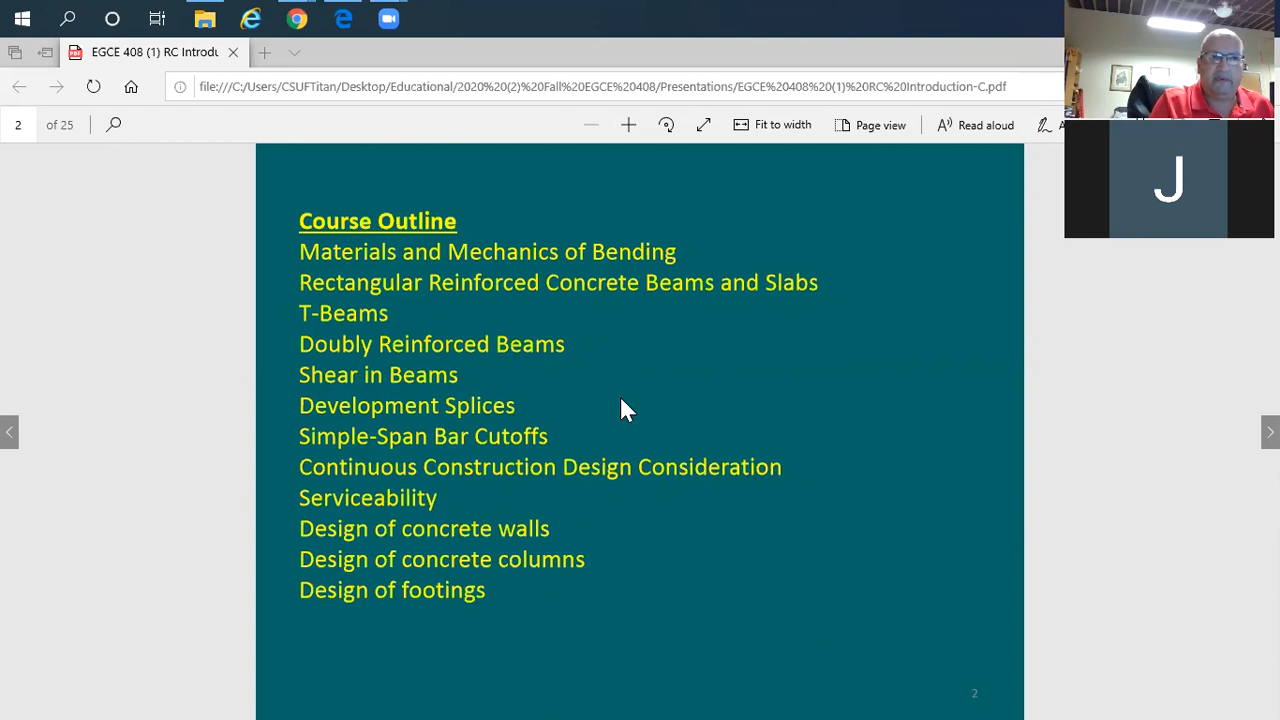 EGCE 408 (1) RC Introdu
file:///C:/Users/CSUFTitan/Desktop/Educational/2020%20(2)%20Fall%20EGCE%20408/Presentations/EGCE%20408%20(1)%20RC%20Introduction-C.pdf
2 of 25
Fit to width
Page view
Read aloud
J
Course Outline
Materials and Mechanics of Bending
Rectangular Reinforced Concrete Beams and Slabs
T-Beams
Doubly Reinforced Beams
Shear in Beams
Development Splices
Simple-Span Bar Cutoffs
Continuous Construction Design Consideration
Serviceability
Design of concrete walls
Design of concrete columns
Design of footings
2